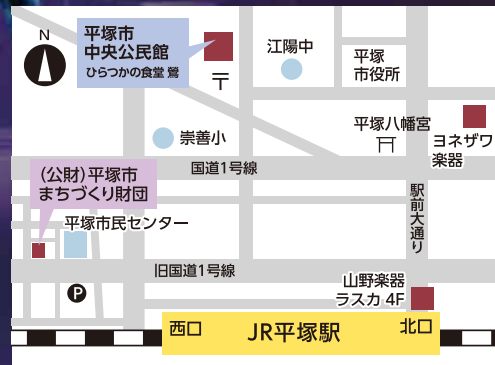 N
平塚市
中央公民館
ひらつかの食堂 鶯
〒
江陽中
平塚
市役所
崇善小
平塚八幡宮
ヨネザワ
楽器
国道1号線
(公財)平塚市
まちづくり財団
駅前大通り
平塚市民センター
旧国道1号線
P
山野楽器
ラスカ 4F
西口
JR平塚駅
北口